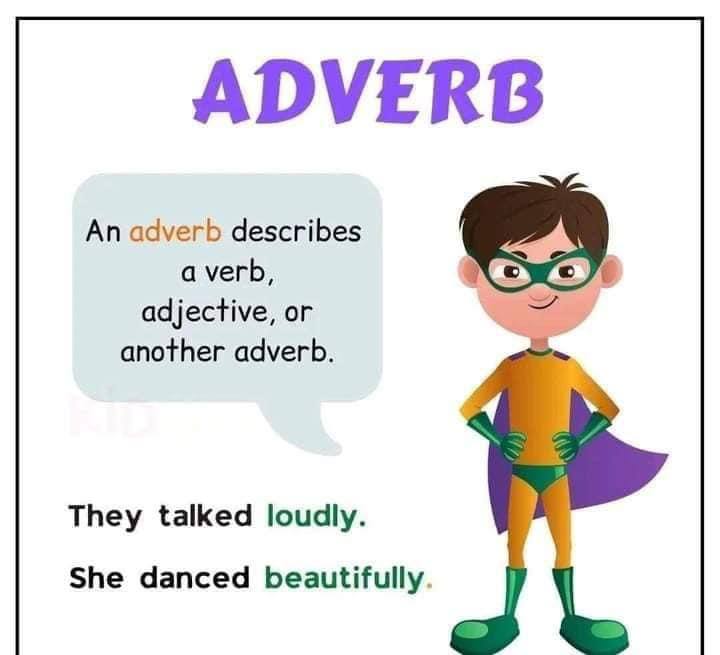 ADVERB
An adverb describes
a verb,
adjective, or
another adverb.
They talked loudly.
She danced beautifully.